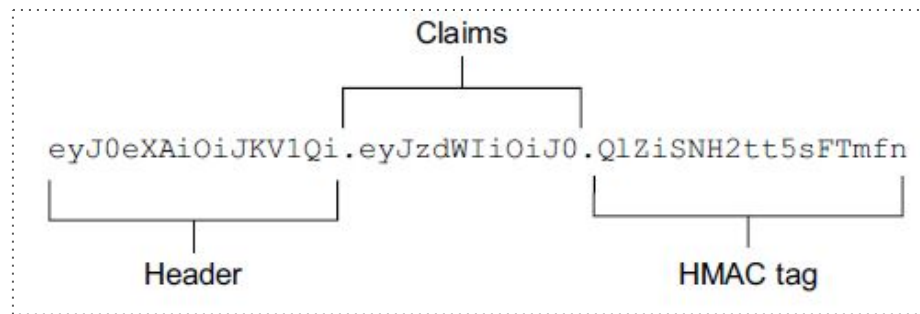 Claims
eyJ0eXAiOiJKV1Qi.eyJzdWIiOiJ0.QlZiSNH2tt5sFTmfn
Header
HMAC tag